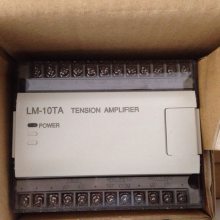 LM-10TA TENSION AMPLIFIER
POWER